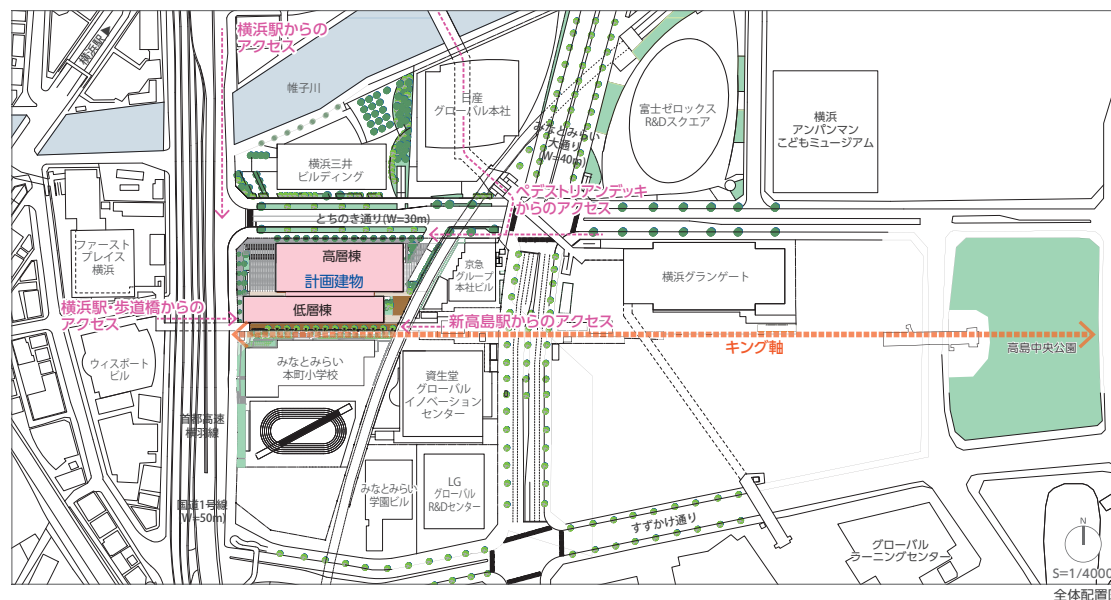 横浜駅からの
アクセス
横浜駅▶
帷子川
日産
グローバル本社
みなとみらい
大通り
(W=40m)
富士ゼロックス
R&Dスクエア
横浜
アンパンマン
こどもミュージアム
横浜三井
ビルディング
ペデストリアンデッキ
からのアクセス
とちのき通り(W=30m)
ファースト
プレイス
横浜
高層棟
計画建物
低層棟
京急
グループ
本社ビル
横浜グランゲート
横浜駅・歩道橋からの
アクセス
新高島駅からのアクセス
キング軸
高島中央公園
ウィスポート
ビル
みなとみらい
本町小学校
資生堂
グローバル
イノベーション
センター
首都高速
横羽線
国道1号線
(W=50m)
みなとみらい
学園ビル
LG
グローバル
R&Dセンター
すずかけ通り
グローバル
ラーニングセンター
N
S=1/4000
全体配置図